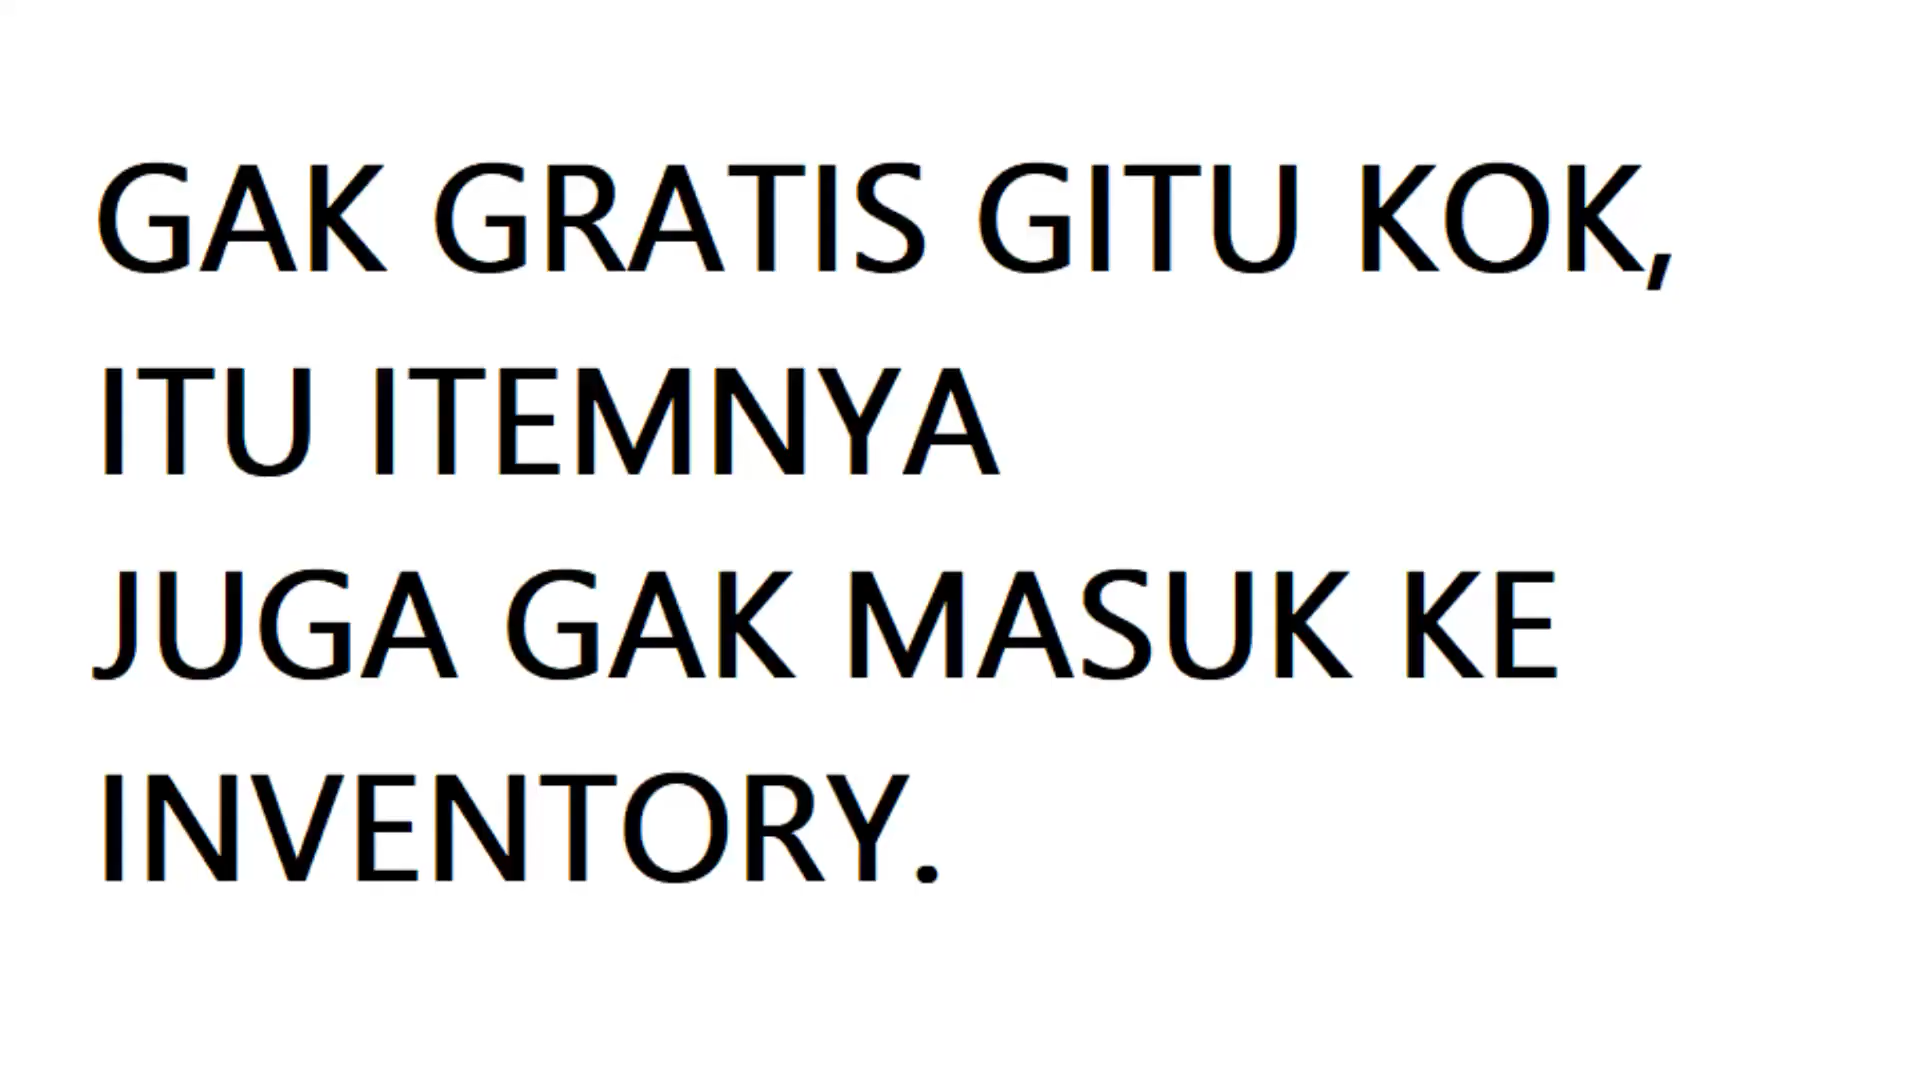 GAK GRATIS GITU KOK,
ITU ITEMNYA
JUGA GAK MASUK KE
INVENTORY.